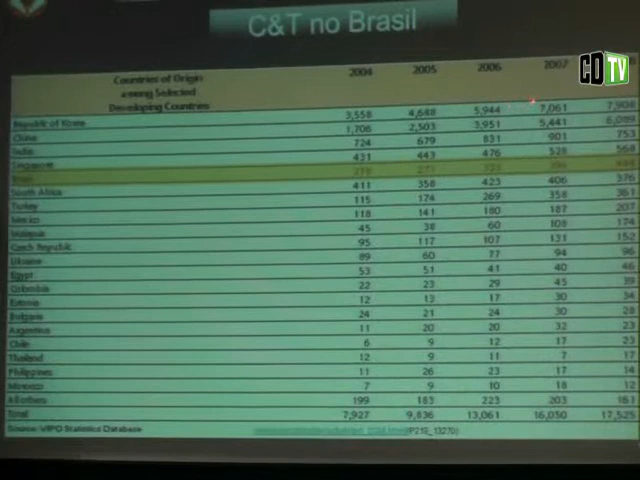 C&T no Brasil
CDTV
Countries of Origin 2004 2005 2006 2007
among Selected
Developing Countries
Republic of Korea 3,558 4,688 5,944 7,061 7,908
China 1,706 2,503 3,951 5,441 6,089
India 724 679 831 901 753
Singapore 431 443 476 528 568
Brazil
South Africa 411 358 423 406 376
Turkey 115 174 269 358 361
Mexico 118 141 180 187 207
Malaysia 45 38 60 108 174
Czech Republic 95 117 107 131 152
Ukraine 89 60 77 94 96
Egypt 53 51 41 40 46
Colombia 22 23 29 45 39
Estonia 12 13 17 30 34
Bulgaria 24 21 24 30 28
Argentina 11 20 20 32 23
Chile 6 9 12 17 23
Thailand 12 9 11 7 17
Philippines 11 26 23 17 14
Morocco 7 9 10 18 12
All others 199 183 223 203 161
Total 7,927 9,836 13,061 16,050 17,525
Source: WIPO Statistics Database (P215_13270)